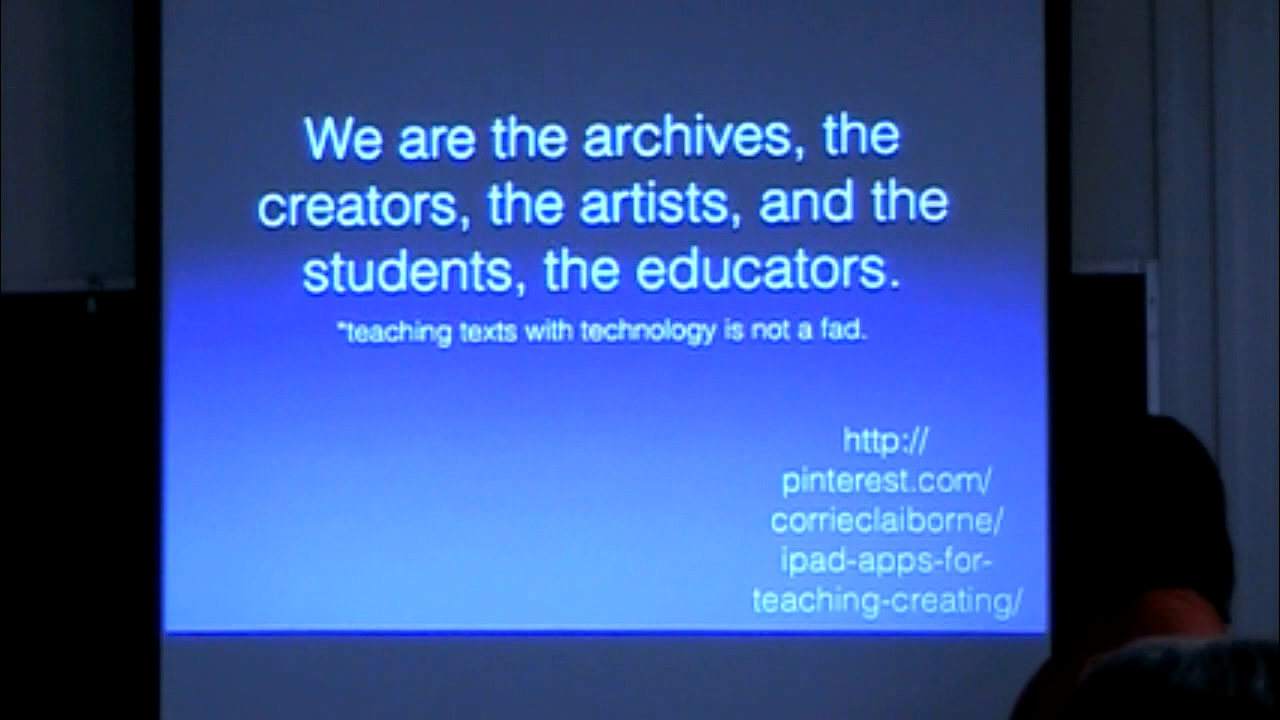 We are the archives, the
creators, the artists, and the
students, the educators.
*teaching texts with technology is not a fad.
http://
pinterest.com/
corrieclaiborne/
ipad-apps-for-
teaching-creating/